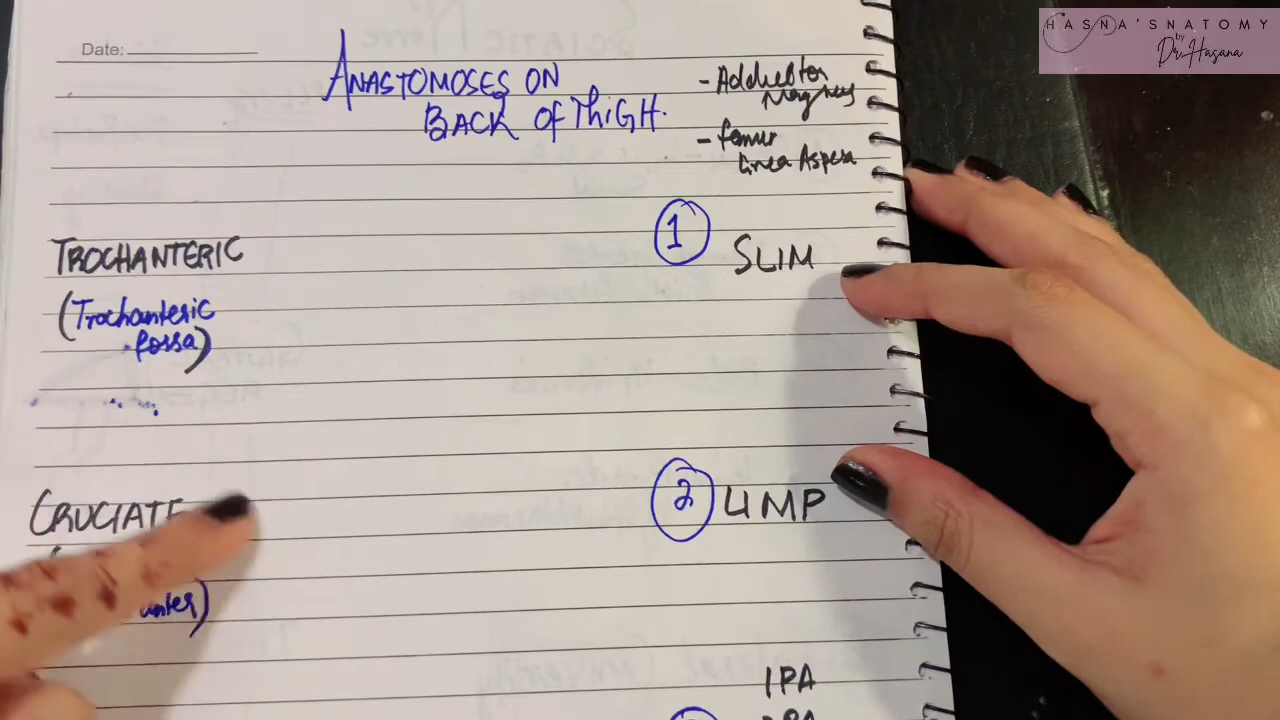 HASNA'SNATOMY
by
Dr.Hasana
Date:
ANASTOMOSES ON
BACK Of ThiGH.
- Adductor
Magnus
- femur
linea Aspera
TROCHANTERIC
(Trochanteric
fossa)
1
SLIM
CRUCIATE
2 LIMP
IPA